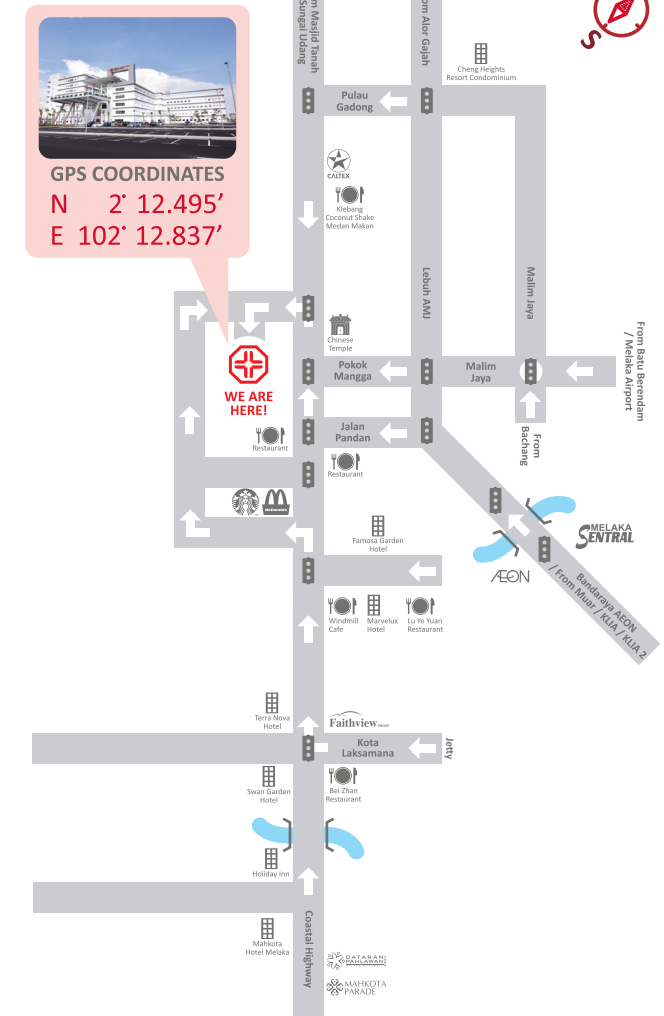 m Masjid Tanah
Sungai Udang
om Alor Gajah
S
Cheng Heights
Resort Condominium
Pulau
Gadong
GPS COORDINATES
N 2° 12.495’
E 102° 12.837’
CALTEX
Klebang
Coconut Shake
Medan Makan
Lebuh AMJ
Malim Jaya
From Batu Berendam
/ Melaka Airport
Chinese
Temple
Pokok
Mangga
Malim
Jaya
WE ARE
HERE!
Restaurant
Jalan
Pandan
From
Bachang
Restaurant
McDonald's
MELAKA
SENTRAL
Famosa Garden
Hotel
ÆON
Bandaraya AEON
/ From Muar / KLIA / KLIA 2
Windmill
Cafe
Marvelux
Hotel
Lu Ye Yuan
Restaurant
Terra Nova
Hotel
Faithview GROUP
Kota
Laksamana
Jetty
Swan Garden
Hotel
Bei Zhan
Restaurant
Holiday Inn
Coastal Highway
Mahkota
Hotel Melaka
DATARAN
PAHLAWAN
MAHKOTA
PARADE